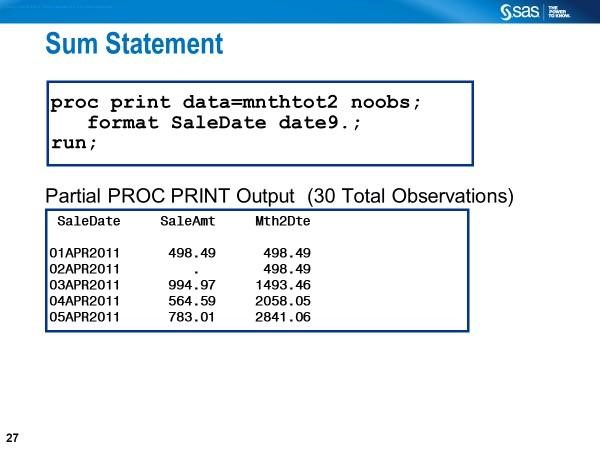 sas THE POWER TO KNOW.
Sum Statement
proc print data=mnthtot2 noobs;
format SaleDate date9.;
run;
Partial PROC PRINT Output (30 Total Observations)
SaleDate SaleAmt Mth2Dte
01APR2011 498.49 498.49
02APR2011 . 498.49
03APR2011 994.97 1493.46
04APR2011 564.59 2058.05
05APR2011 783.01 2841.06
27